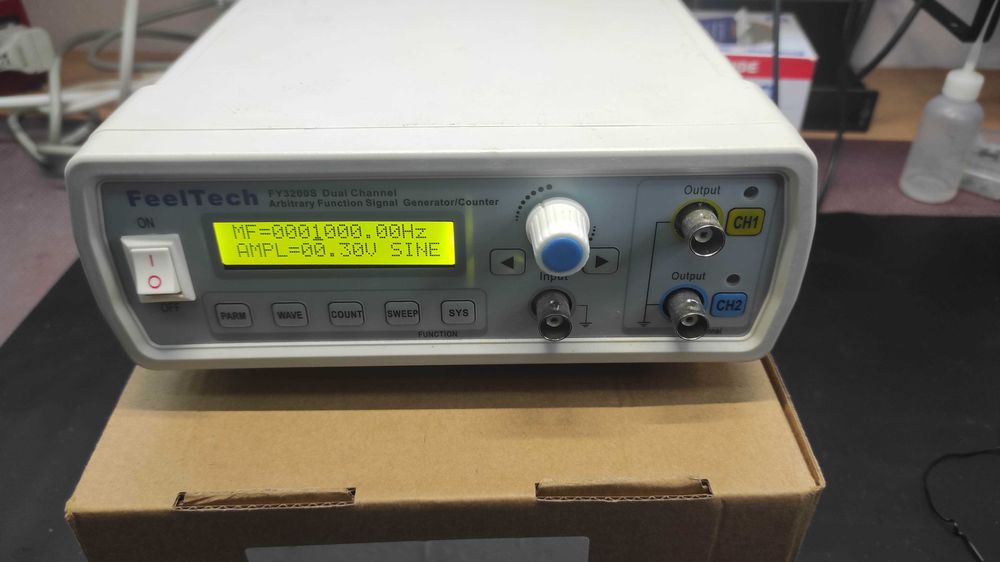 FeelTech
FY3200S Dual Channel
Arbitrary Function Signal Generator/Counter
ON
OFF
MF=0001000.00Hz
AMPL=00.30V SINE
PARM
WAVE
COUNT
SWEEP
SYS
FUNCTION
Input
Output
CH1
Output
CH2